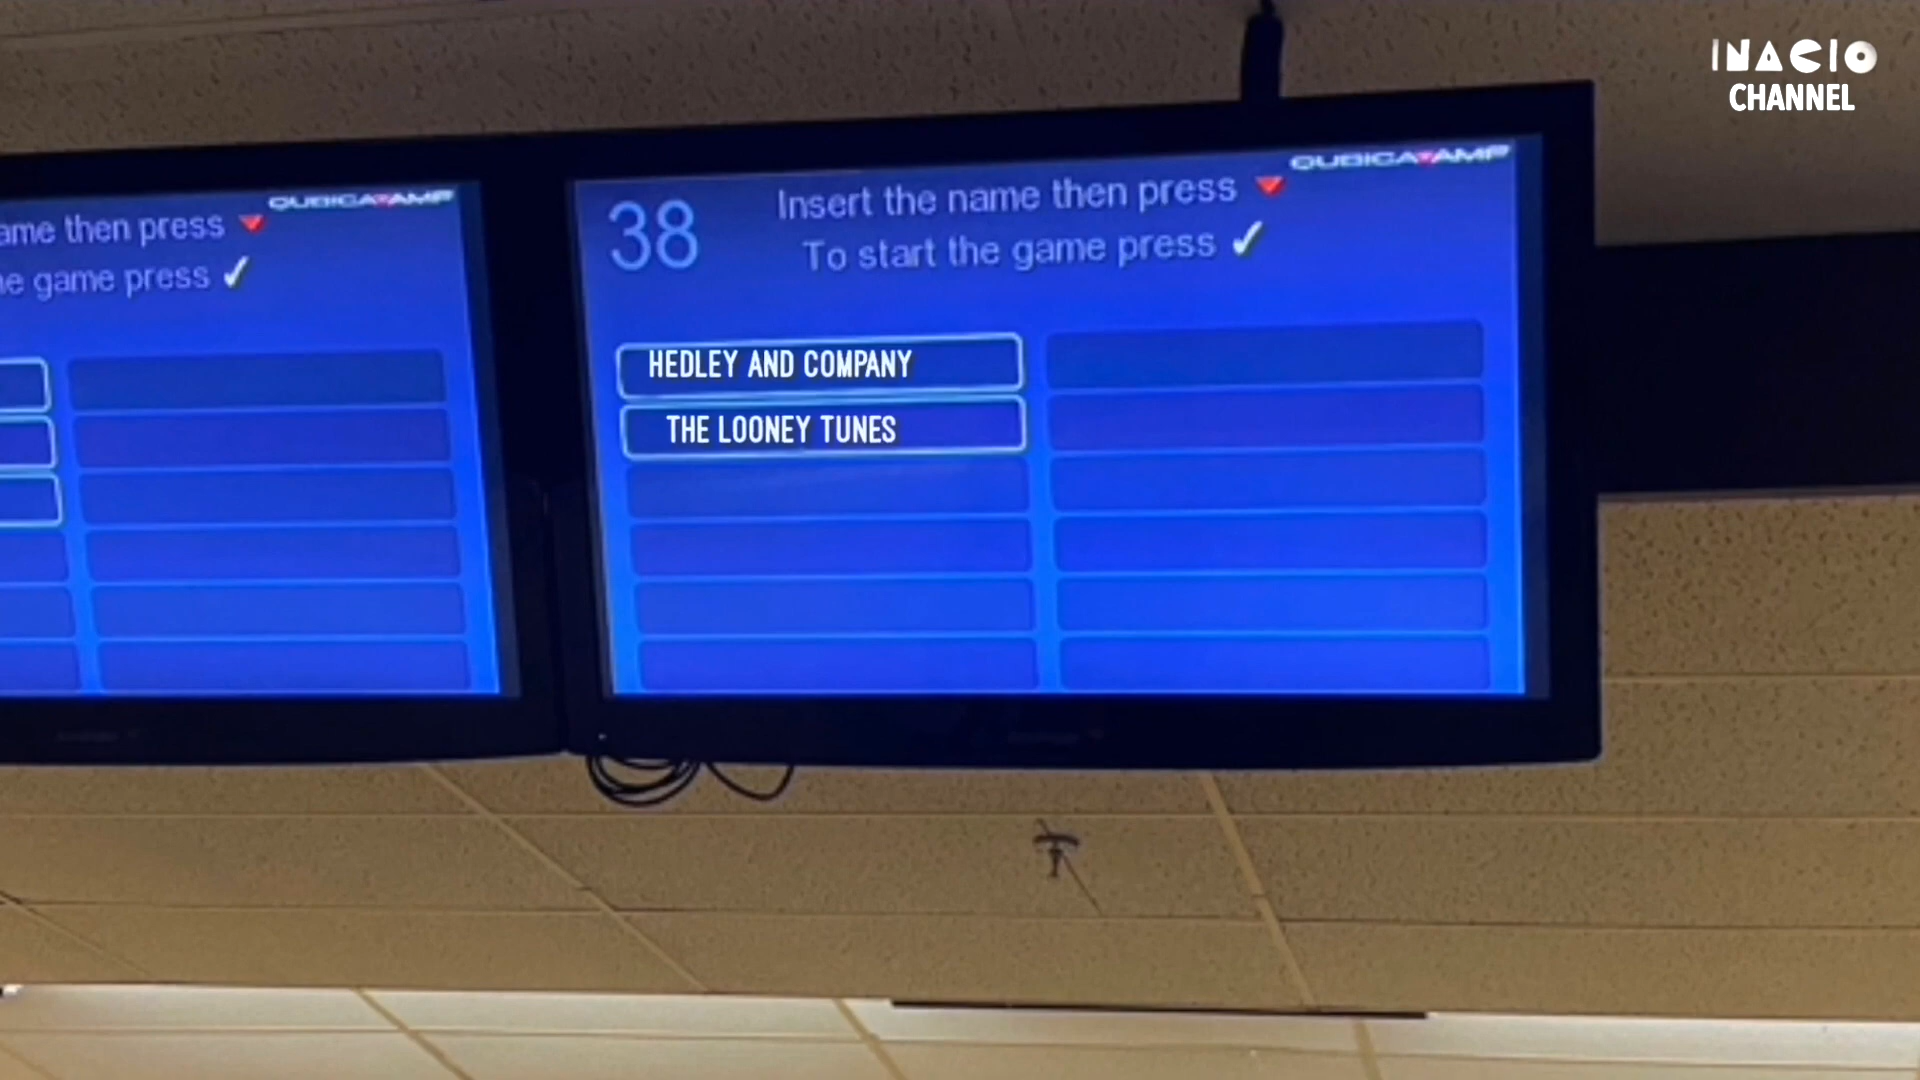 INACIO
CHANNEL
QUBICAAMF
ame then press
e game press ✓
QUBICAAMF
38
Insert the name then press
To start the game press ✓
HEDLEY AND COMPANY
THE LOONEY TUNES